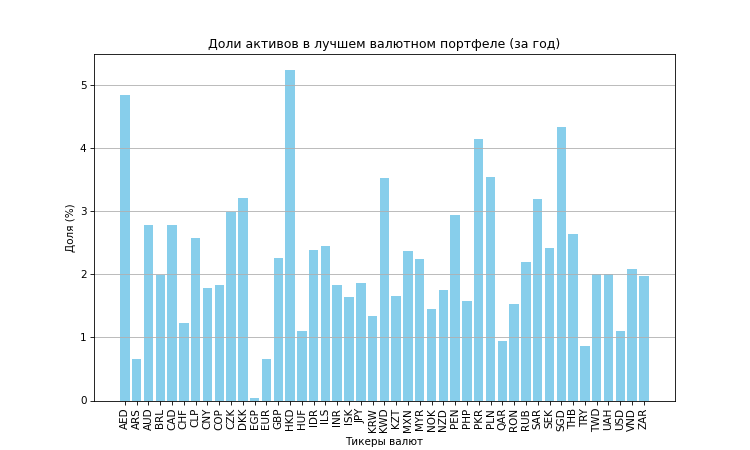 Доли активов в лучшем валютном портфеле (за год)
Доля (%)
5
4
3
2
1
0
AED ARS AUD BRL CAD CHF CLP CNY COP CZK DKK EGP EUR GBP HKD HUF IDR ILS INR ISK JPY KRW KWD KZT MXN MYR NOK NZD PEN PHP PKR PLN QAR RON RUB SAR SEK SGD THB TRY TWD UAH USD VND ZAR
Тикеры валют